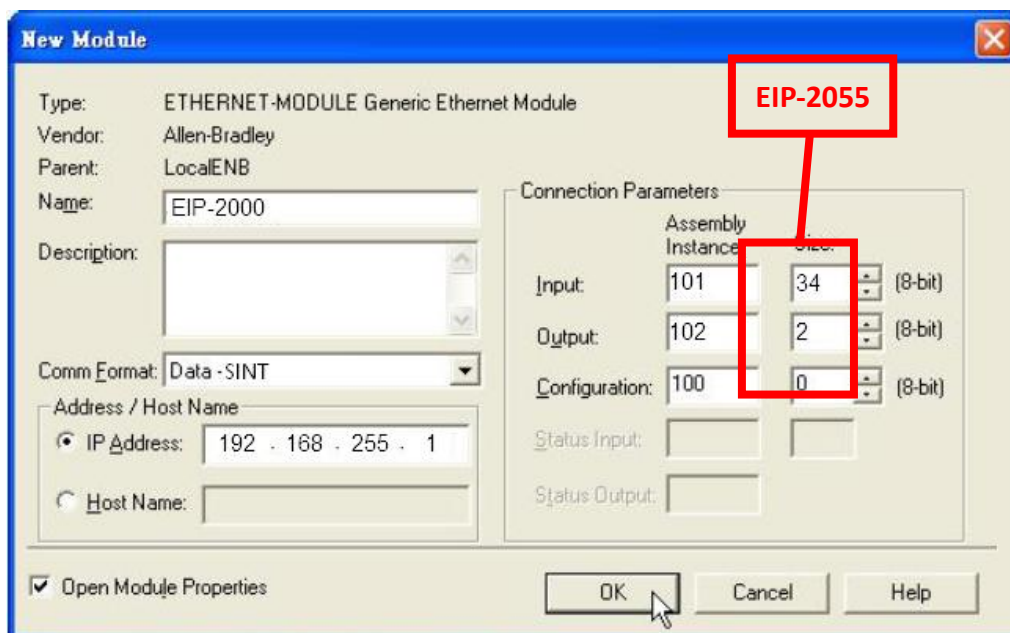 New Module
EIP-2055
Type: ETHERNET-MODULE Generic Ethernet Module
Vendor: Allen-Bradley
Parent: LocalENB
Name: EIP-2000
Description:
Comm Format: Data -SINT
Address / Host Name
IP Address: 192 . 168 . 255 . 1
Host Name:
Connection Parameters
Assembly
Instance Size:
Input: 101 34 (8-bit)
Output: 102 2 (8-bit)
Configuration: 100 0 (8-bit)
Status Input:
Status Output:
Open Module Properties
OK Cancel Help